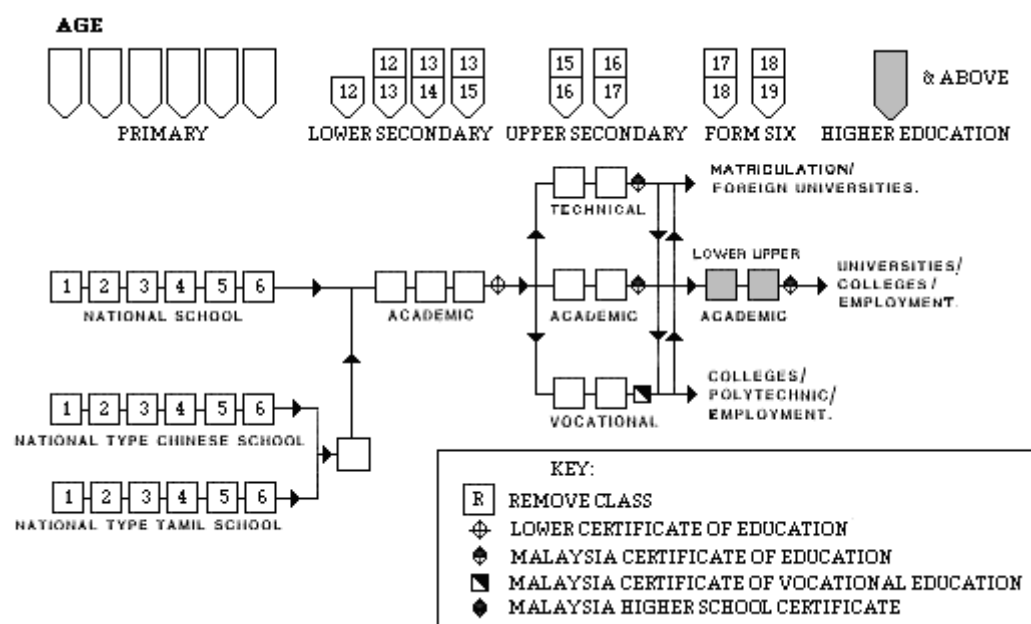 AGE
12 13 13 15 16 17 18
12 13 14 15 16 17 18 19
& ABOVE
PRIMARY LOWER SECONDARY UPPER SECONDARY FORM SIX HIGHER EDUCATION
MATRICULATION/
FOREIGN UNIVERSITIES.
TECHNICAL
LOWER UPPER
1 2 3 4 5 6
NATIONAL SCHOOL
ACADEMIC
ACADEMIC
ACADEMIC
UNIVERSITIES/
COLLEGES/
EMPLOYMENT.
1 2 3 4 5 6
NATIONAL TYPE CHINESE SCHOOL
VOCATIONAL
COLLEGES/
POLYTECHNIC/
EMPLOYMENT.
1 2 3 4 5 6
NATIONAL TYPE TAMIL SCHOOL
KEY:
R REMOVE CLASS
LOWER CERTIFICATE OF EDUCATION
MALAYSIA CERTIFICATE OF EDUCATION
MALAYSIA CERTIFICATE OF VOCATIONAL EDUCATION
MALAYSIA HIGHER SCHOOL CERTIFICATE